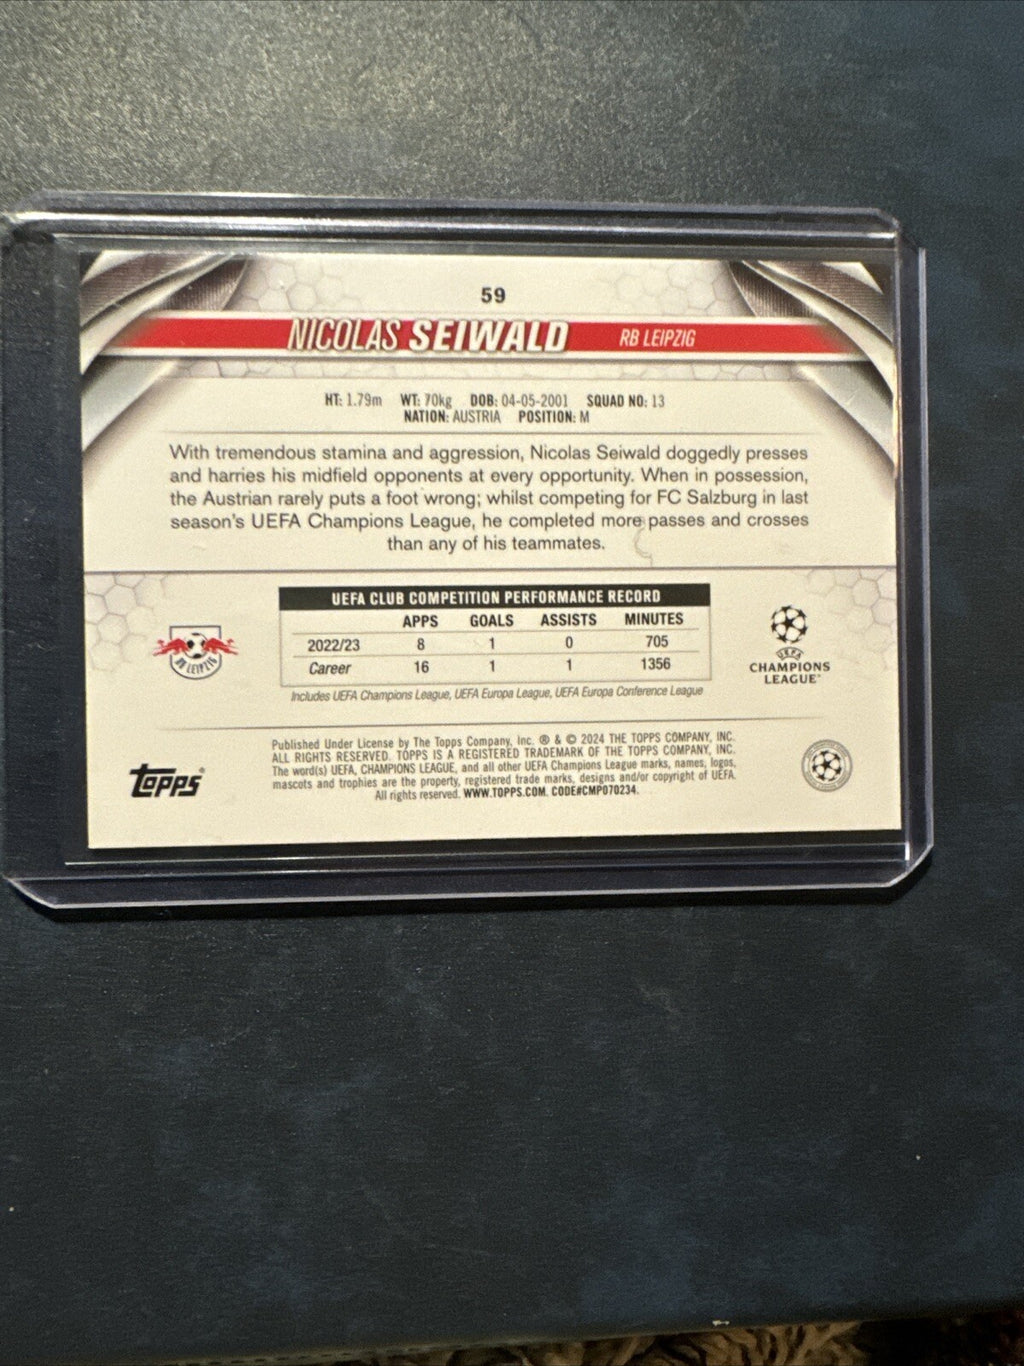 59
NICOLAS SEIWALD RB LEIPZIG
HT: 1.79m WT: 70kg DOB: 04-05-2001 SQUAD NO: 13
NATION: AUSTRIA POSITION: M
With tremendous stamina and aggression, Nicolas Seiwald doggedly presses
and harries his midfield opponents at every opportunity. When in possession,
the Austrian rarely puts a foot wrong; whilst competing for FC Salzburg in last
season's UEFA Champions League, he completed more passes and crosses
than any of his teammates.
UEFA CLUB COMPETITION PERFORMANCE RECORD
APPS GOALS ASSISTS MINUTES
2022/23 8 1 0 705
Career 16 1 1 1356
Includes UEFA Champions League, UEFA Europa League, UEFA Europa Conference League
RB LEIPZIG
UEFA
CHAMPIONS
LEAGUE®
topps®
Published Under License by The Topps Company, Inc. ® & © 2024 THE TOPPS COMPANY, INC.
ALL RIGHTS RESERVED. TOPPS IS A REGISTERED TRADEMARK OF THE TOPPS COMPANY, INC.
The word(s) UEFA, CHAMPIONS LEAGUE, and all other UEFA Champions League marks, names, logos,
mascots and trophies are the property, registered trade marks, designs and/or copyright of UEFA.
All rights reserved. WWW.TOPPS.COM. CODE#CMP070234.